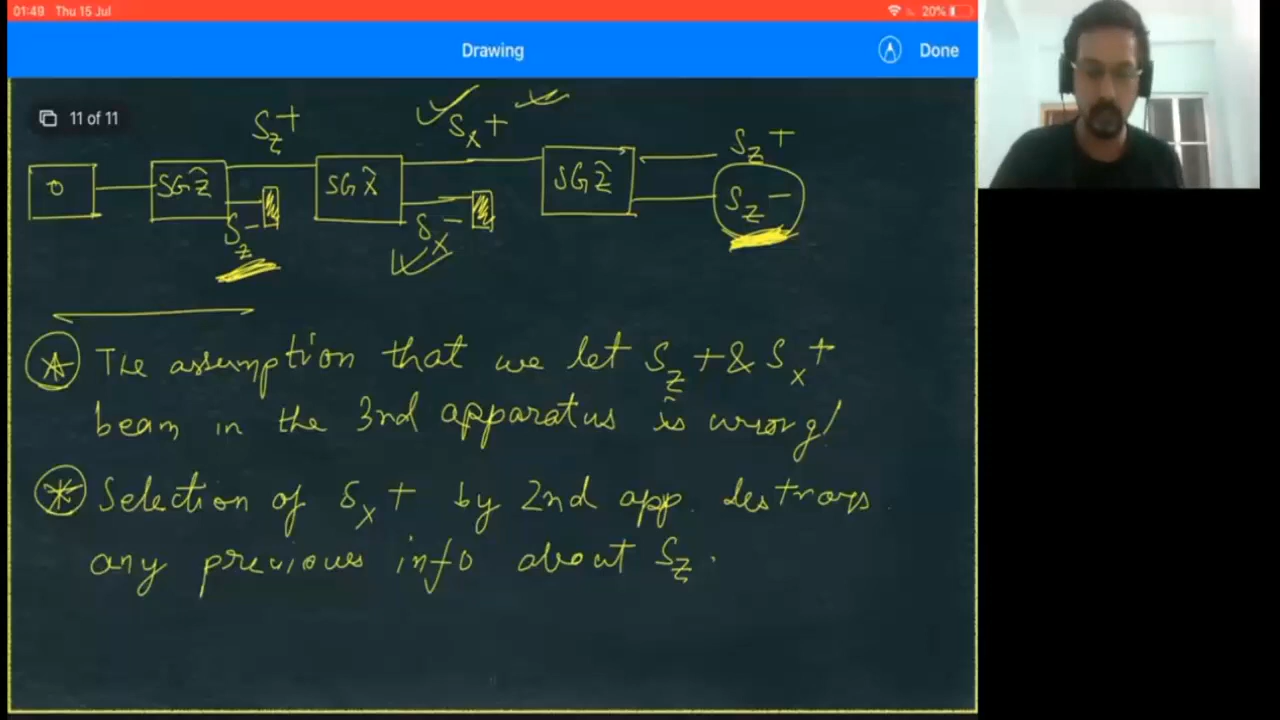 01:49 Thu 15 Jul
20%
Drawing
Done
11 of 11
Sz+
Sx+
Sz+
O
SGẑ
SGx̂
SGẑ
Sz-
Sx-
Sz-
The assumption that we let Sz+ & Sx+
beam in the 3nd apparatus is wrong!
Selection of Sx+ by 2nd app. destroys
any previous info about Sz.